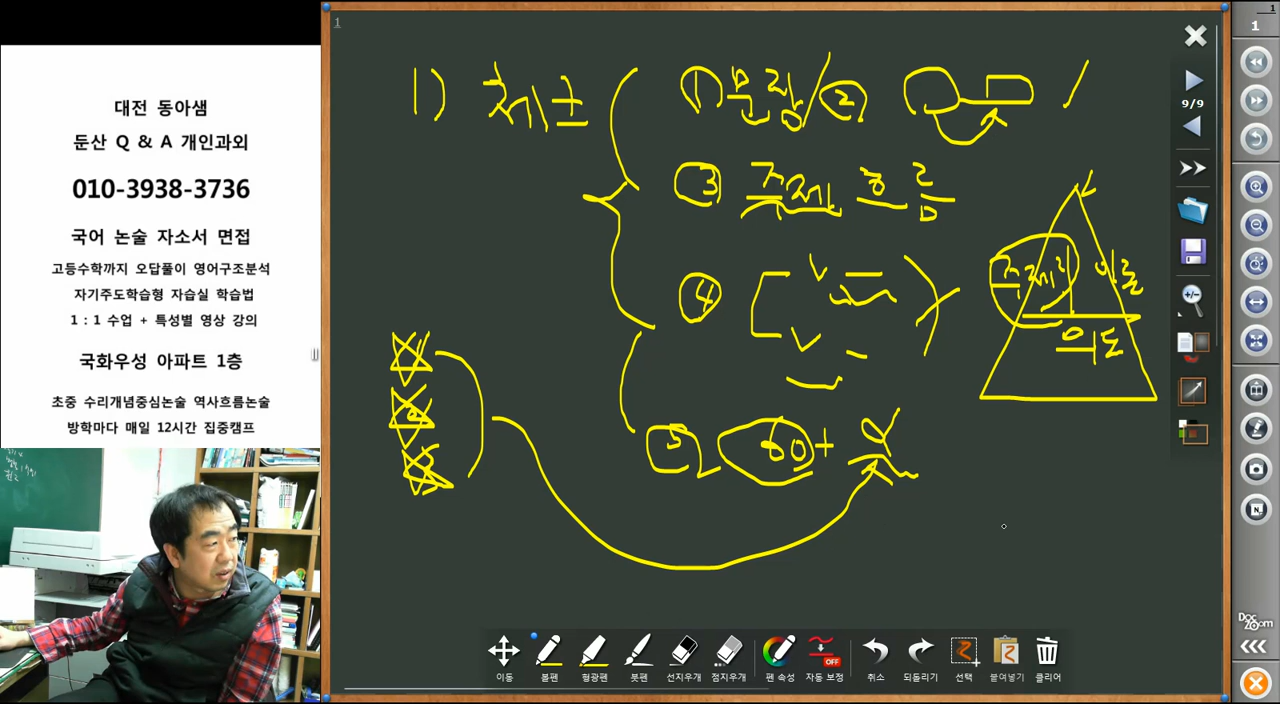 대전 동아샘
둔산 Q & A 개인과외
010-3938-3736
국어 논술 자소서 면접
고등수학까지 오답풀이 영어구조분석
자기주도학습형 자습실 학습법
1 : 1 수업 + 특성별 영상 강의
국화우성 아파트 1층
초중 수리개념중심논술 역사흐름논술
방학마다 매일 12시간 집중캠프
1
1) 체크
① 문장/②
③ 주제 흐름
④
⑤ 60+α
주제
의도
1
1
9/9
이동
볼펜
형광펜
붓펜
선지우개
점지우개
펜 속성
OFF
자동 보정
취소
되돌리기
선택
붙여넣기
클리어